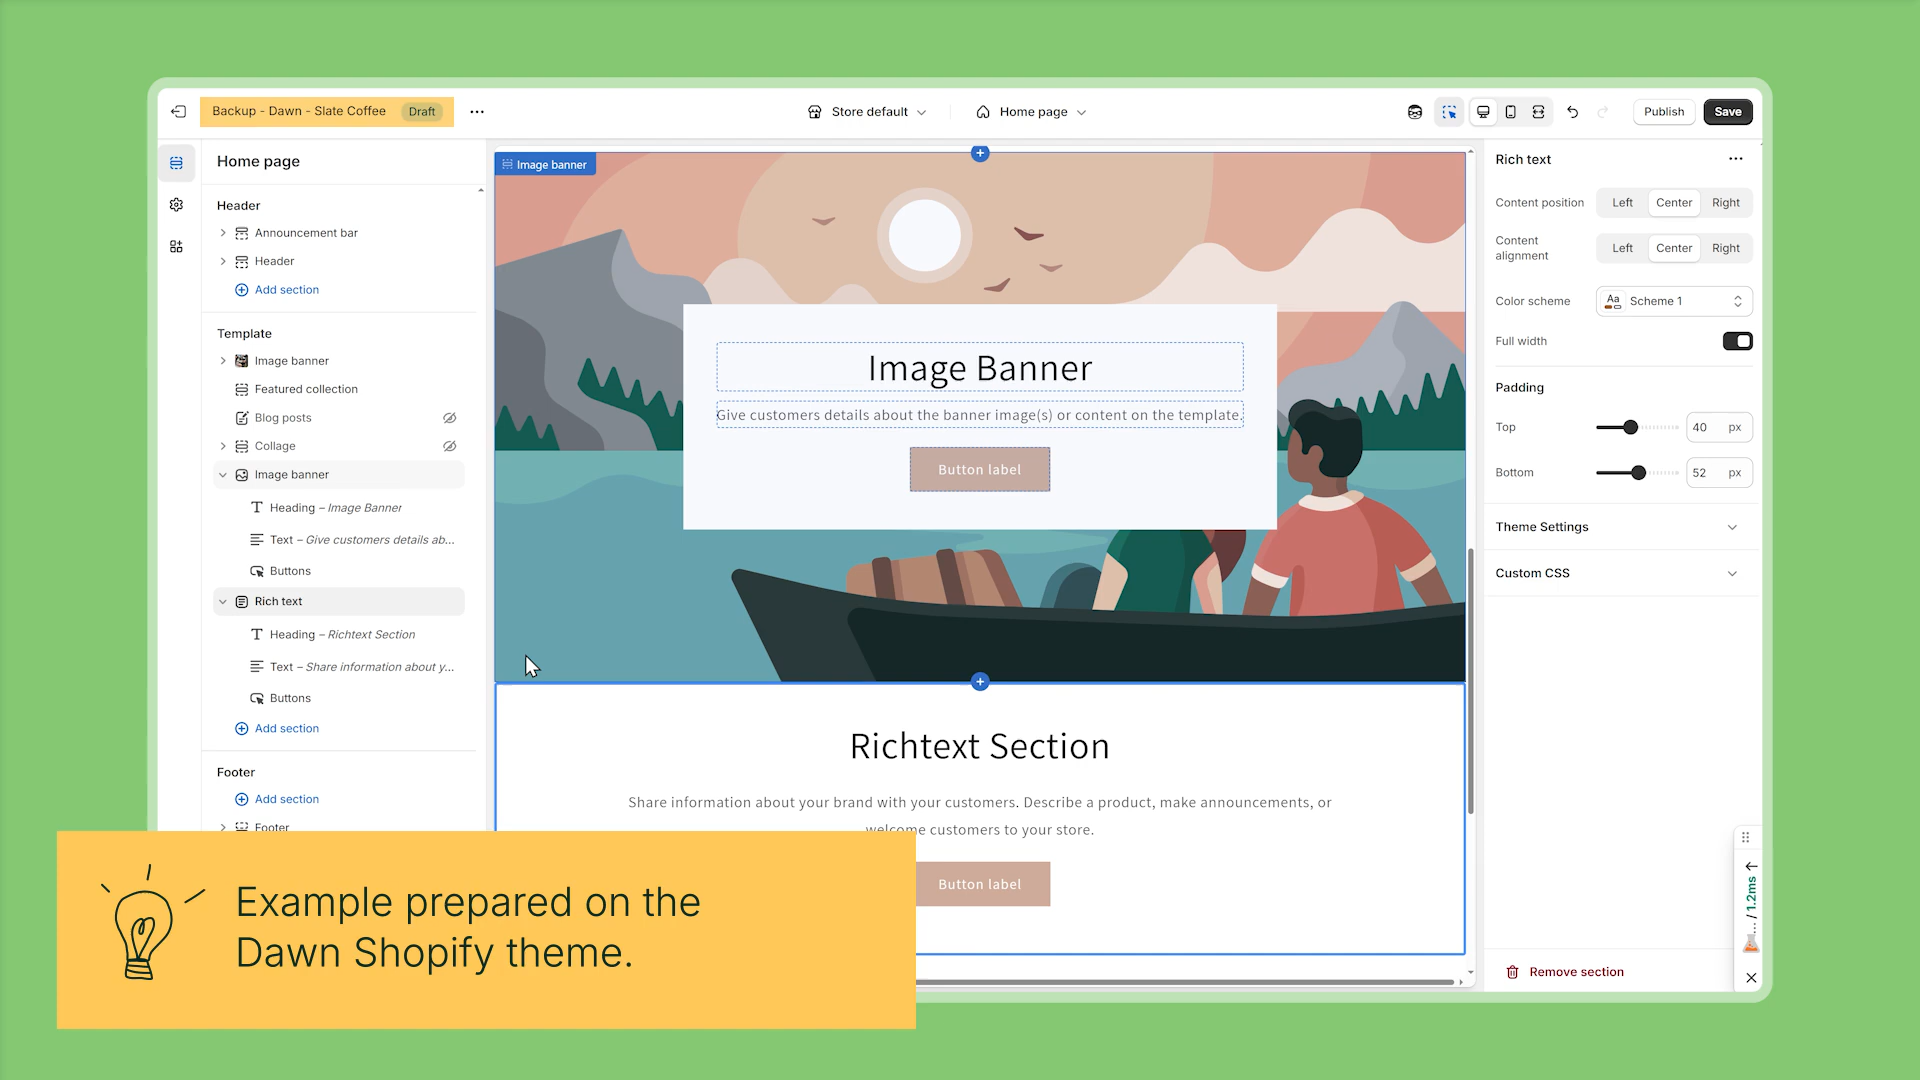 Backup - Dawn - Slate Coffee Draft
Store default
Home page
Publish
Save
Home page
Header
Announcement bar
Header
Add section
Template
Image banner
Featured collection
Blog posts
Collage
Image banner
Heading – Image Banner
Text – Give customers details ab...
Buttons
Rich text
Heading – Richtext Section
Text – Share information about y...
Buttons
Add section
Footer
Add section
Footer
Image banner
Image Banner
Give customers details about the banner image(s) or content on the template.
Button label
Richtext Section
Share information about your brand with your customers. Describe a product, make announcements, or
welcome customers to your store.
Button label
Rich text
Content position Left Center Right
Content
alignment Left Center Right
Color scheme Aa Scheme 1
Full width
Padding
Top 40 px
Bottom 52 px
Theme Settings
Custom CSS
Remove section
... / 1.2ms
Example prepared on the
Dawn Shopify theme.